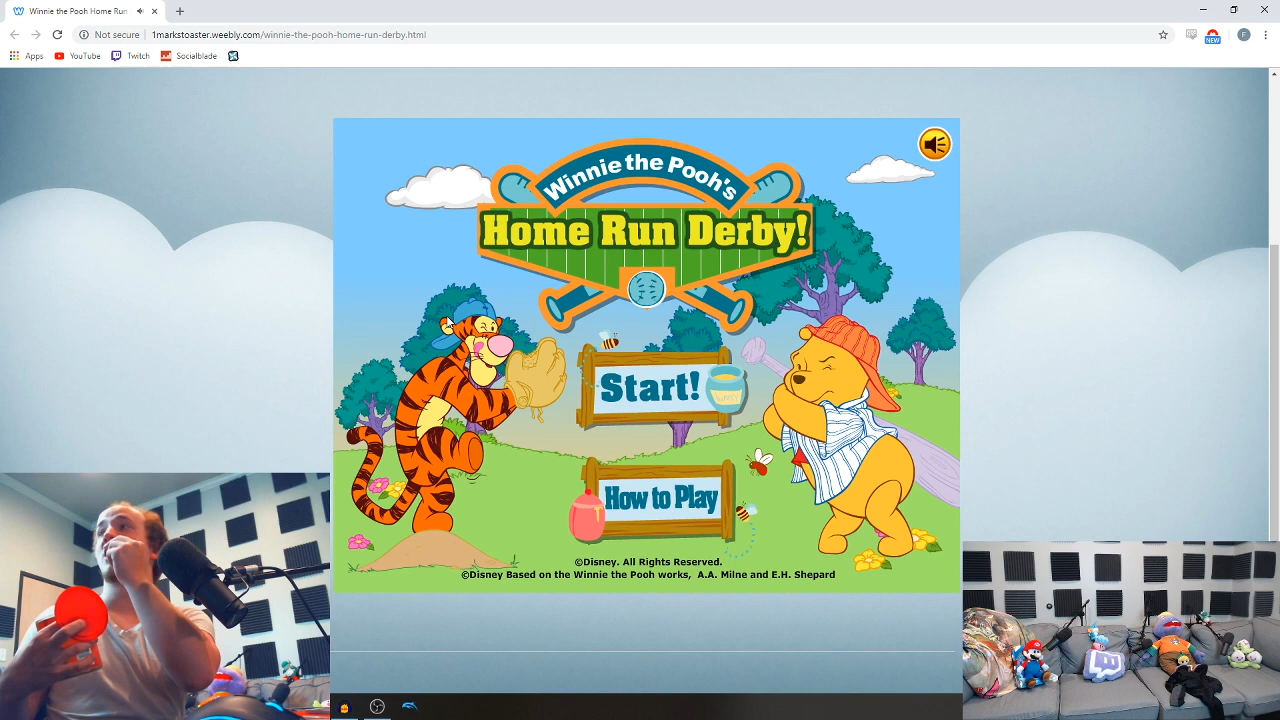 Winnie the Pooh Home Run
Not secure
1markstoaster.weebly.com/winnie-the-pooh-home-run-derby.html
NEW
F
Apps
YouTube
Twitch
Socialblade
Winnie the Pooh's
Home Run Derby!
Start!
How to Play
©Disney. All Rights Reserved.
©Disney Based on the Winnie the Pooh works, A.A. Milne and E.H. Shepard